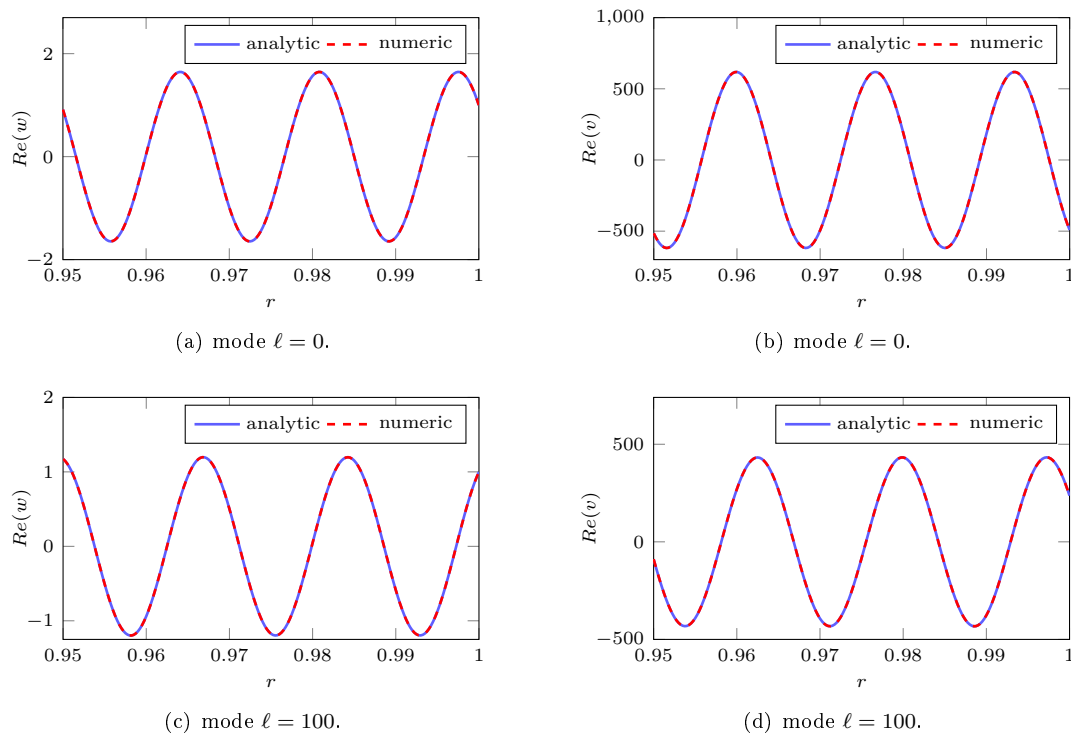 analytic numeric
2
0
−2
Re(w)
0.95 0.96 0.97 0.98 0.99 1
r
(a) mode ℓ = 0.
analytic numeric
1,000
500
0
−500
Re(v)
0.95 0.96 0.97 0.98 0.99 1
r
(b) mode ℓ = 0.
analytic numeric
2
1
0
−1
Re(w)
0.95 0.96 0.97 0.98 0.99 1
r
(c) mode ℓ = 100.
analytic numeric
500
0
−500
Re(v)
0.95 0.96 0.97 0.98 0.99 1
r
(d) mode ℓ = 100.